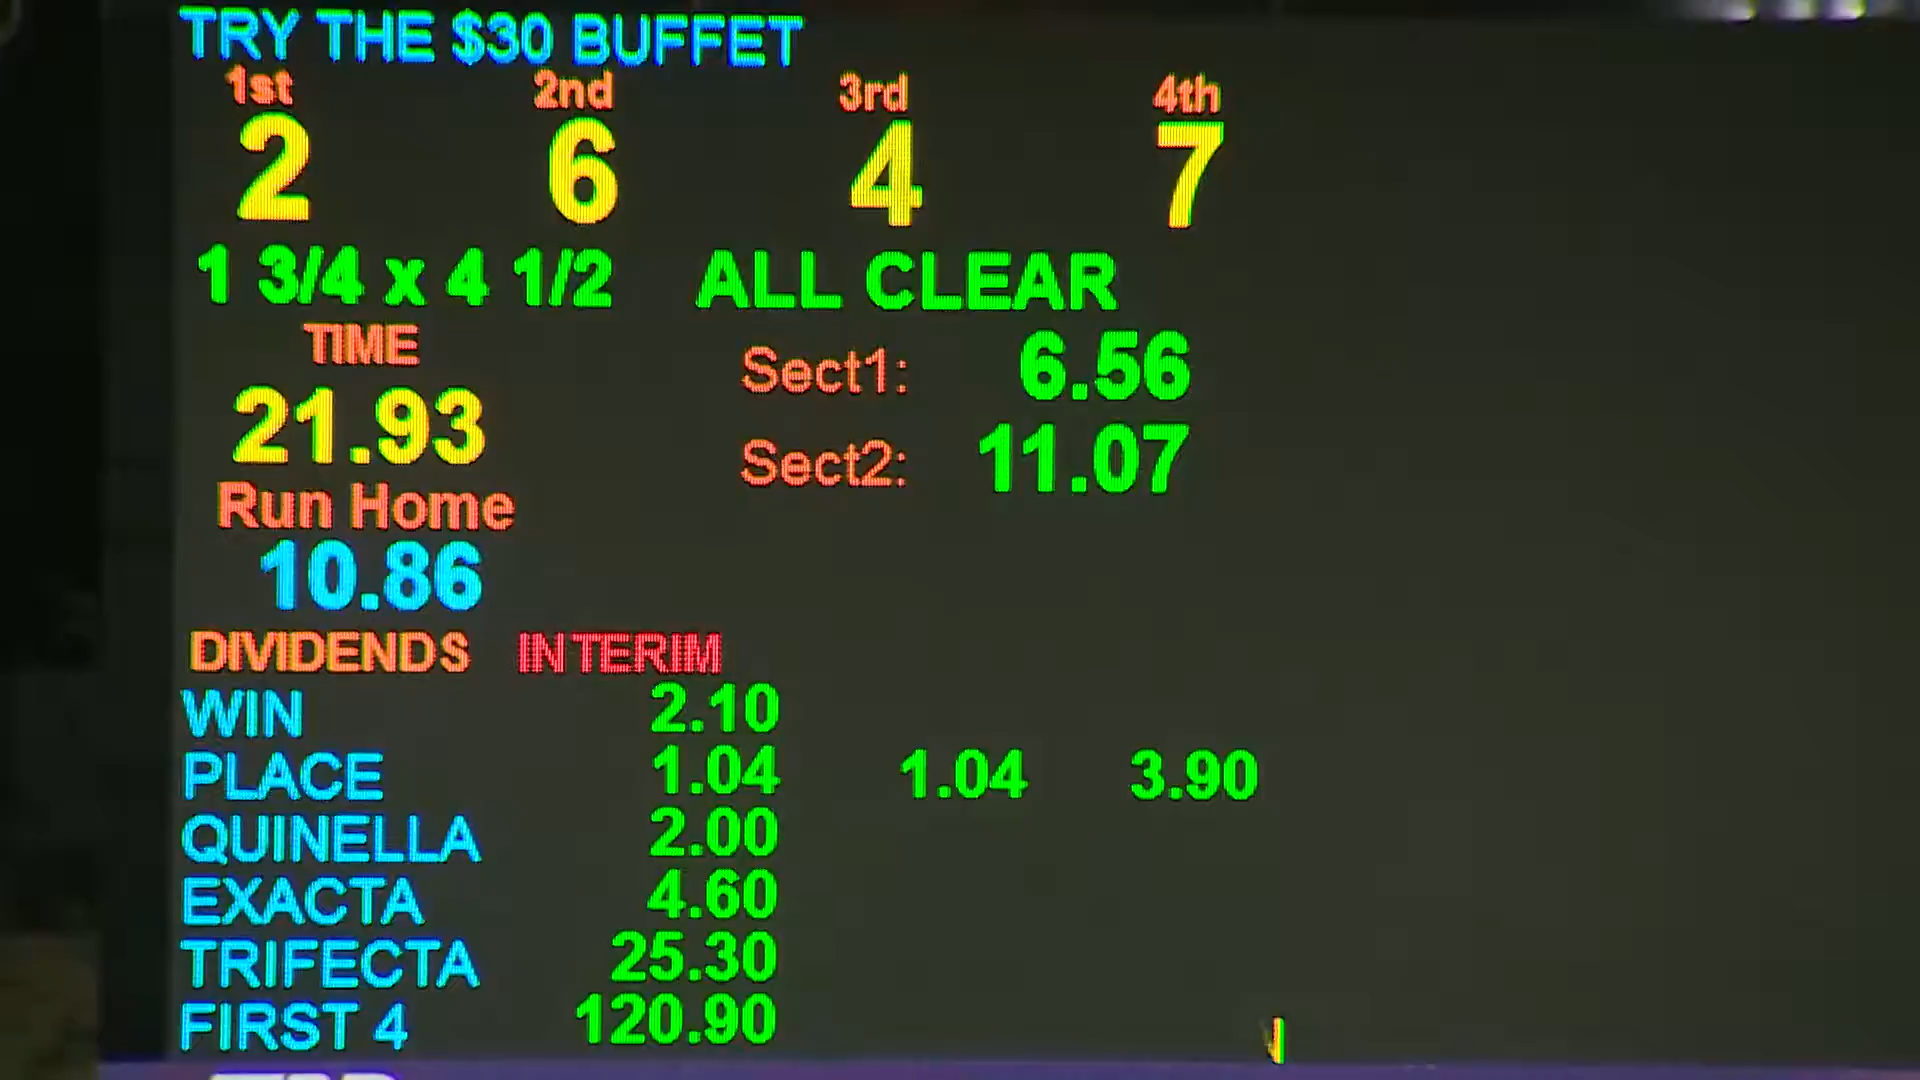 TRY THE $30 BUFFET
1st 2nd 3rd 4th
2 6 4 7
1 3/4 x 4 1/2 ALL CLEAR
TIME
Sect1: 6.56
21.93
Sect2: 11.07
Run Home
10.86
DIVIDENDS INTERIM
WIN 2.10
PLACE 1.04 1.04 3.90
QUINELLA 2.00
EXACTA 4.60
TRIFECTA 25.30
FIRST 4 120.90